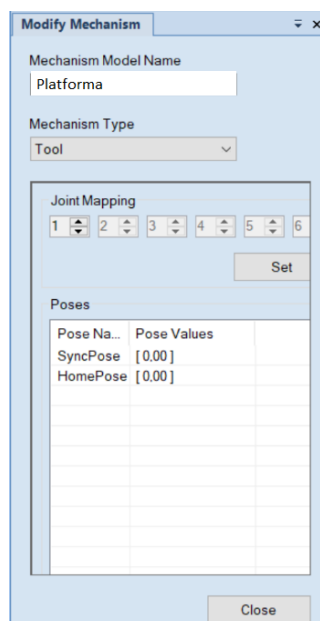 Modify Mechanism
Mechanism Model Name
Platforma
Mechanism Type
Tool
Joint Mapping
1 2 3 4 5 6
Set
Poses
Pose Na... Pose Values
SyncPose [ 0,00 ]
HomePose [ 0,00 ]
Close